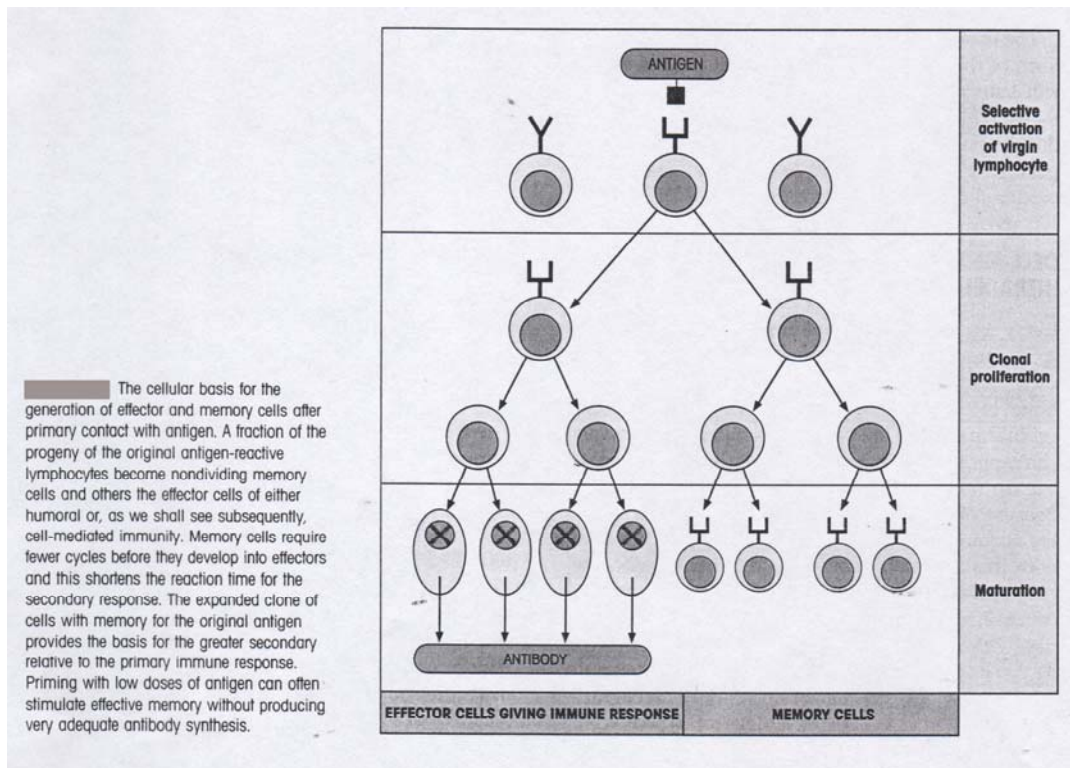 The cellular basis for the
generation of effector and memory cells after
primary contact with antigen. A fraction of the
progeny of the original antigen-reactive
lymphocytes become nondividing memory
cells and others the effector cells of either
humoral or, as we shall see subsequently,
cell-mediated immunity. Memory cells require
fewer cycles before they develop into effectors
and this shortens the reaction time for the
secondary response. The expanded clone of
cells with memory for the original antigen
provides the basis for the greater secondary
relative to the primary immune response.
Priming with low doses of antigen can often
stimulate effective memory without producing
very adequate antibody synthesis.
ANTIGEN
Selective
activation
of virgin
lymphocyte
Clonal
proliferation
Maturation
ANTIBODY
EFFECTOR CELLS GIVING IMMUNE RESPONSE
MEMORY CELLS